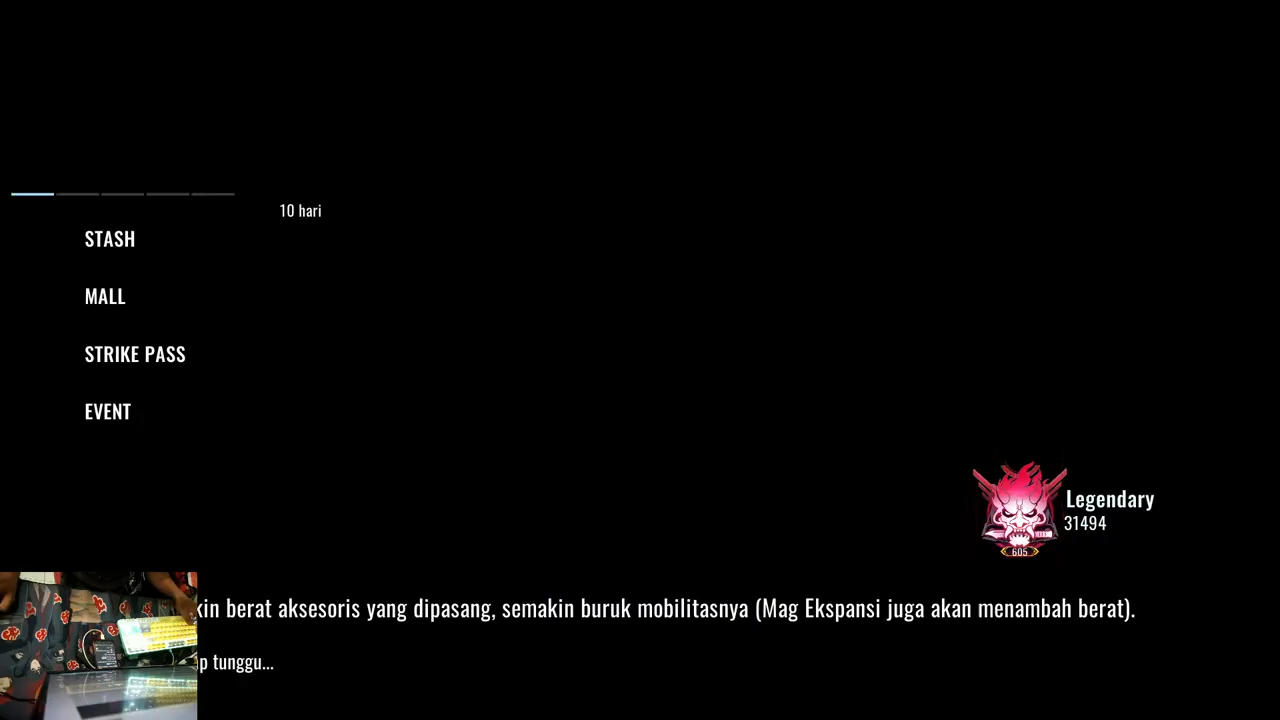 10 hari
STASH
MALL
STRIKE PASS
EVENT
Legendary
31494
605
berat aksesoris yang dipasang, semakin buruk mobilitasnya (Mag Ekspansi juga akan menambah berat).
tunggu...